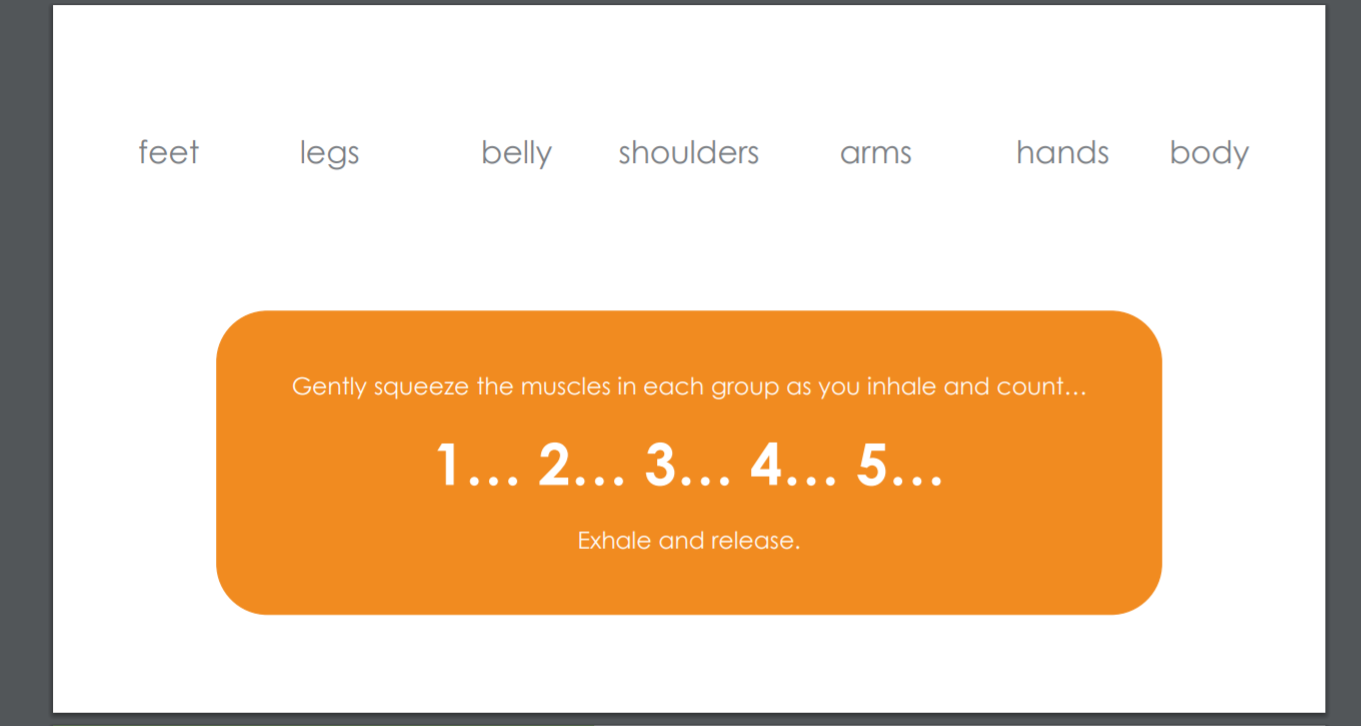 feet legs belly shoulders arms hands body
Gently squeeze the muscles in each group as you inhale and count...
1... 2... 3... 4... 5...
Exhale and release.